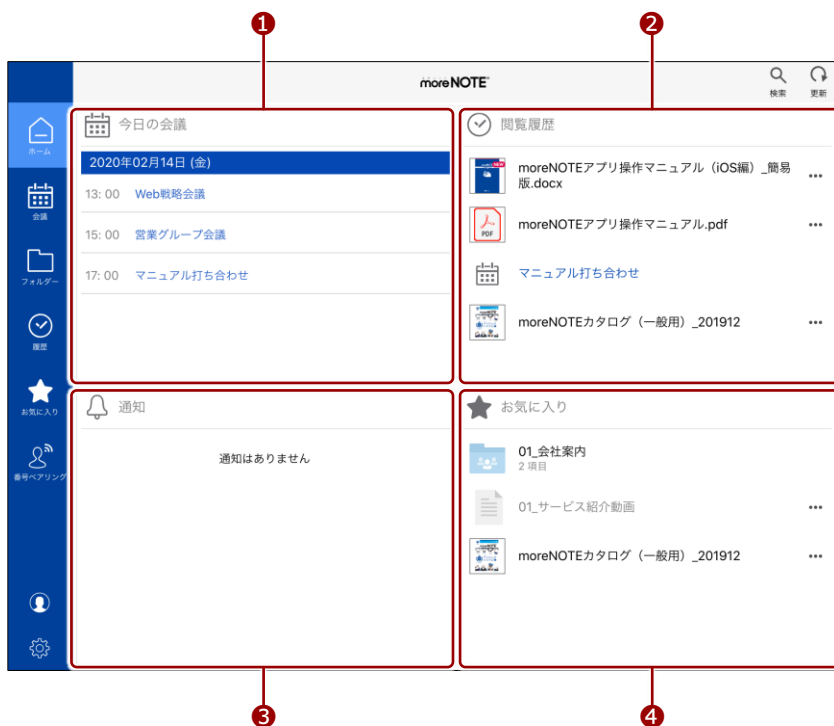 ❶
❷
moreNOTE
検索
更新
ホーム
会議
フォルダー
履歴
お気に入り
番号ペアリング
今日の会議
2020年02月14日 (金)
13: 00 Web戦略会議
15: 00 営業グループ会議
17: 00 マニュアル打ち合わせ
閲覧履歴
moreNOTEアプリ操作マニュアル（iOS編）_簡易
版.docx
PDF
moreNOTEアプリ操作マニュアル.pdf
マニュアル打ち合わせ
moreNOTEカタログ（一般用）_201912
通知
通知はありません
お気に入り
01_会社案内
2 項目
01_サービス紹介動画
moreNOTEカタログ（一般用）_201912
❸
❹